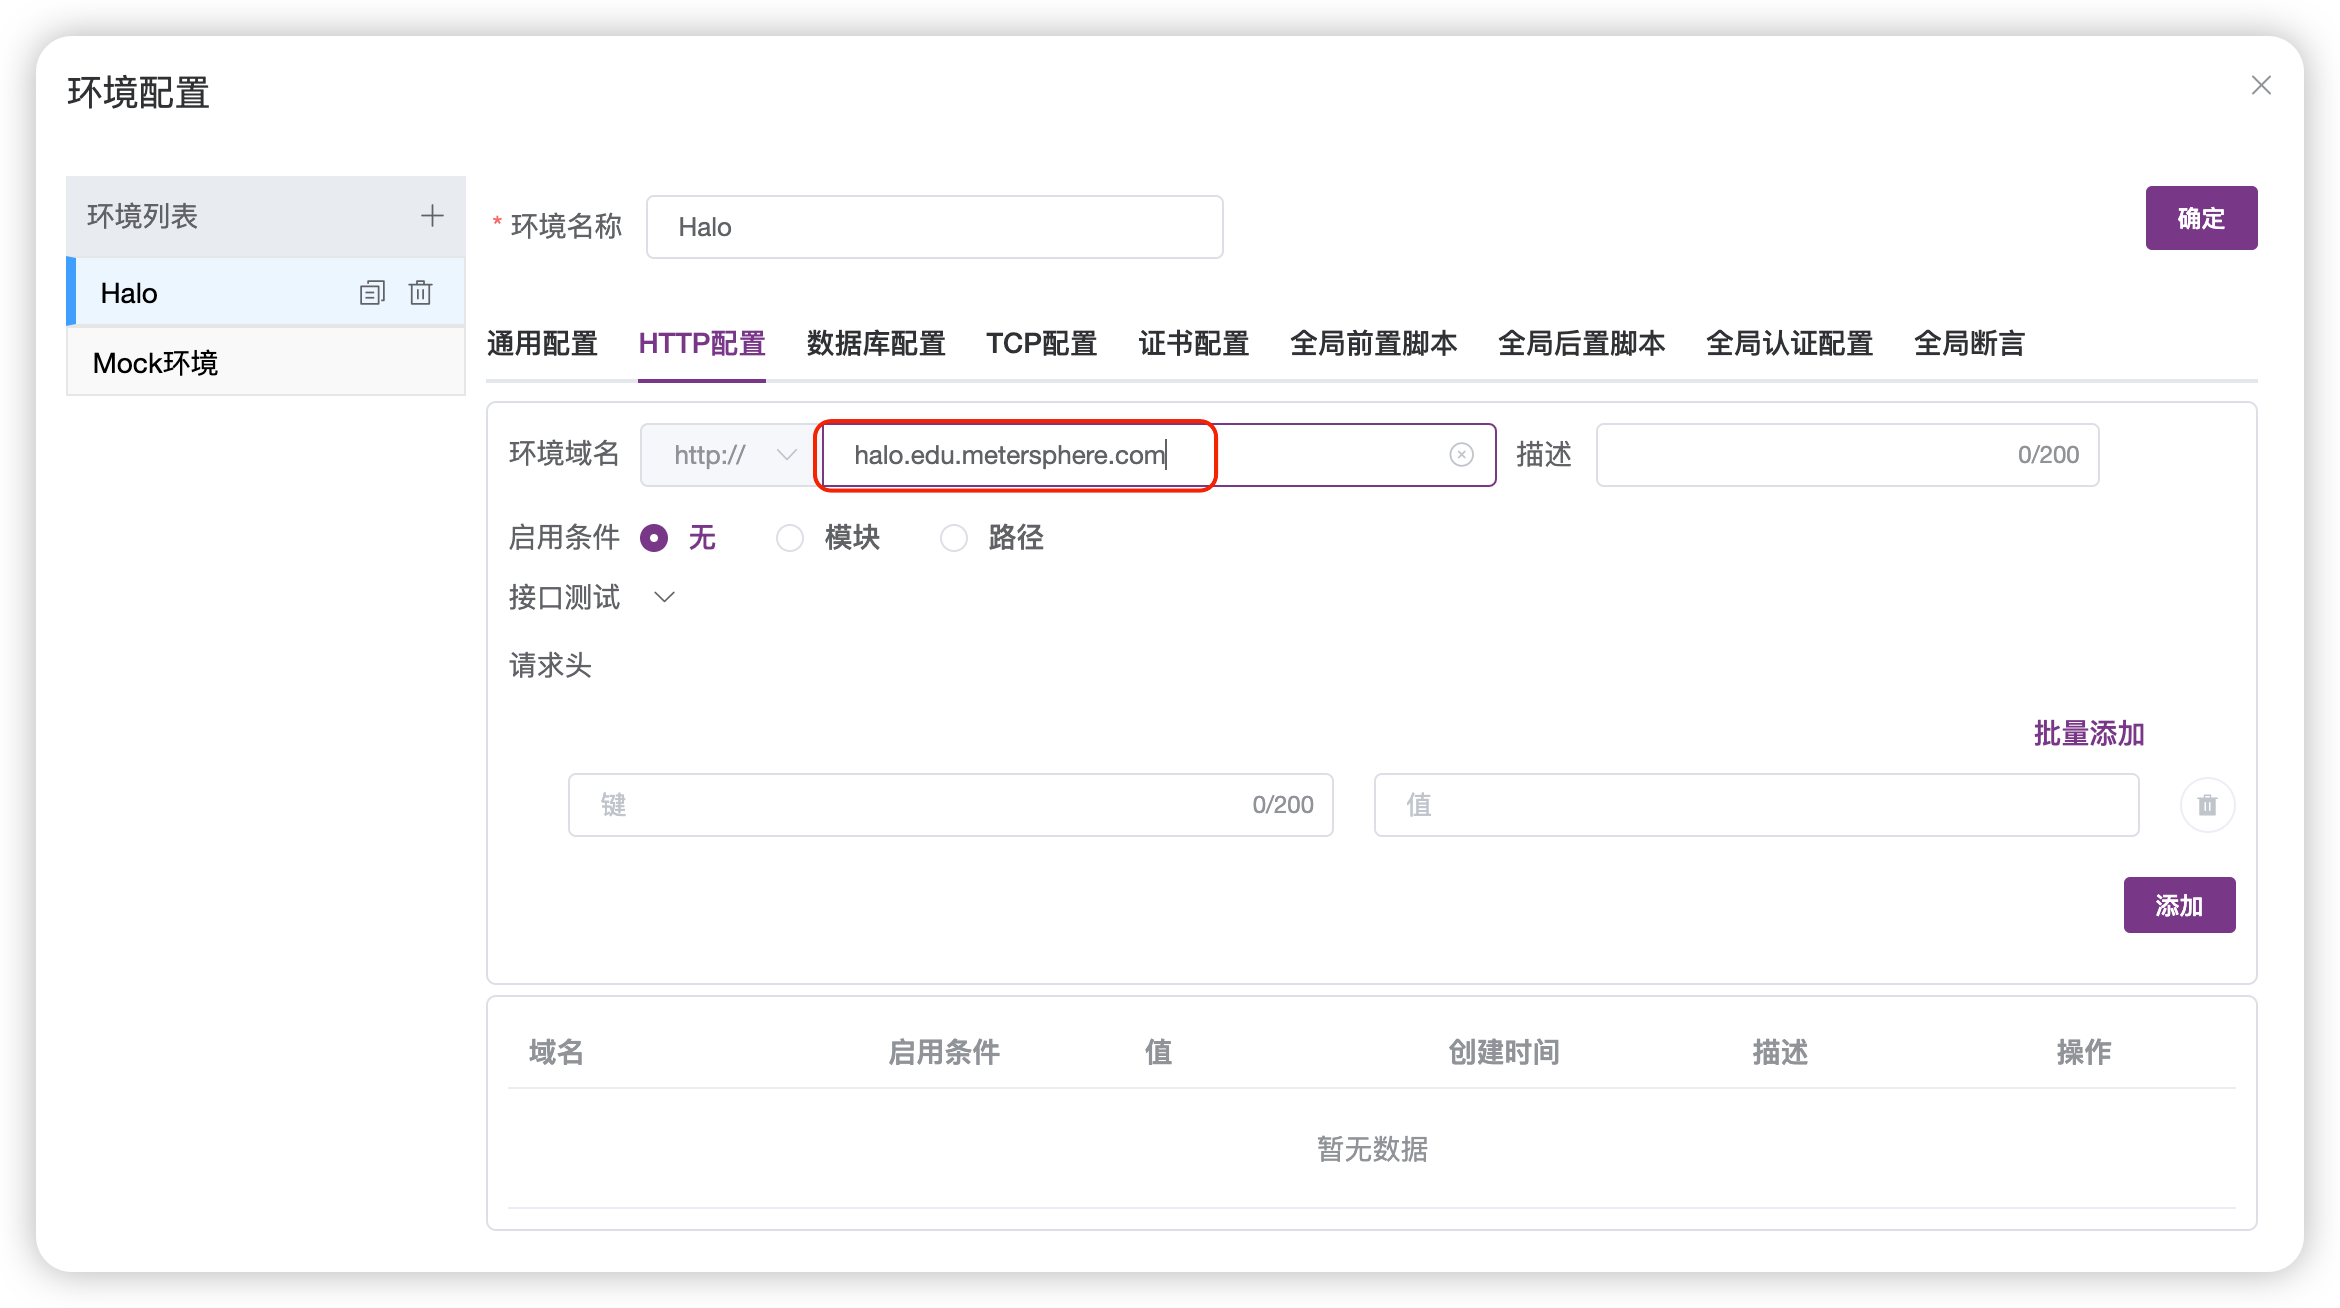 环境配置
环境列表
Halo
Mock环境
* 环境名称 Halo
确定
通用配置 HTTP配置 数据库配置 TCP配置 证书配置 全局前置脚本 全局后置脚本 全局认证配置 全局断言
环境域名 http:// halo.edu.metersphere.com 描述 0/200
启用条件 无 模块 路径
接口测试
请求头
批量添加
键 0/200 值
添加
域名 启用条件 值 创建时间 描述 操作
暂无数据